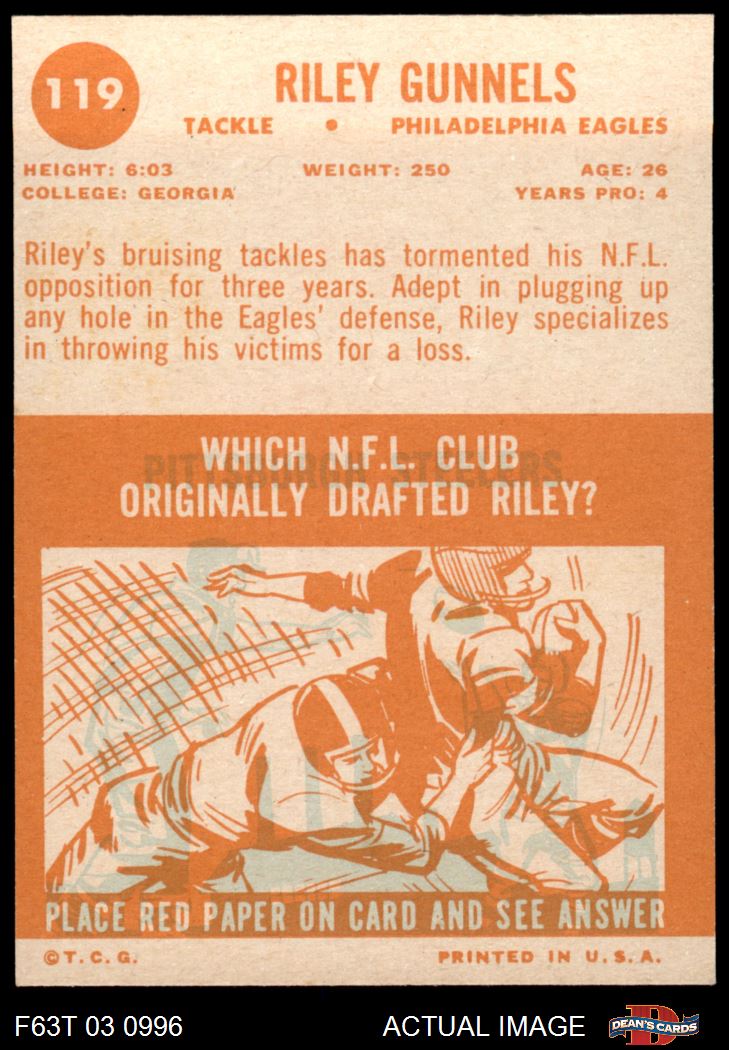 119
RILEY GUNNELS
TACKLE • PHILADELPHIA EAGLES
HEIGHT: 6:03 WEIGHT: 250 AGE: 26
COLLEGE: GEORGIA YEARS PRO: 4
Riley's bruising tackles has tormented his N.F.L.
opposition for three years. Adept in plugging up
any hole in the Eagles' defense, Riley specializes
in throwing his victims for a loss.
WHICH N.F.L. CLUB
PITTSBURGH STEELERS
ORIGINALLY DRAFTED RILEY?
PLACE RED PAPER ON CARD AND SEE ANSWER
©T.C.G. PRINTED IN U.S.A.
F63T 03 0996 ACTUAL IMAGE D DEAN'S CARDS